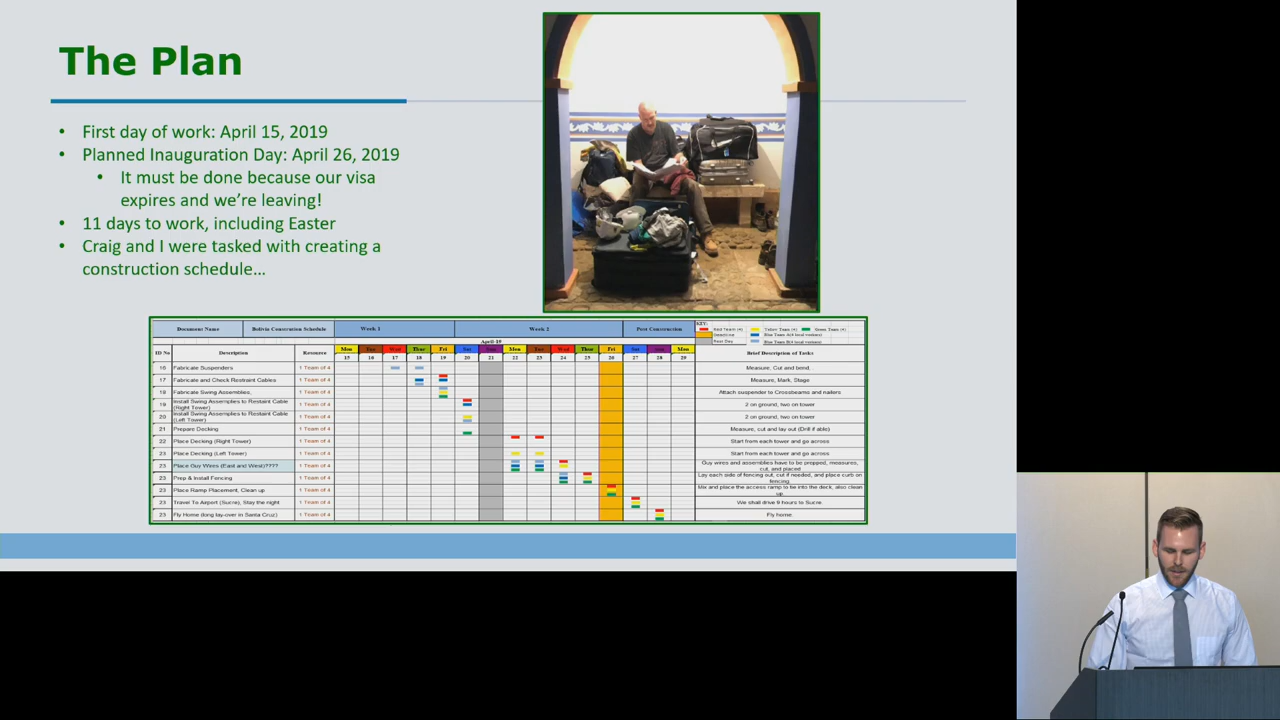 The Plan
• First day of work: April 15, 2019
• Planned Inauguration Day: April 26, 2019
• It must be done because our visa
expires and we're leaving!
• 11 days to work, including Easter
• Craig and I were tasked with creating a
construction schedule…
Document Name Bolivia Constration Schedule Week 1 Week 2 Post Construction KEY:
Red Team (4) Yellow Team (4) Green Team (4)
Deadline Blue Team A(4 local workers)
Rest Day Blue Team B(4 local workers)
April-19
ID No Description Resource Mon Tue Wed Thur Fri Sat Sun Mon Tue Wed Thur Fri Sat Sun Mon Brief Description of Tasks
15 16 17 18 19 20 21 22 23 24 25 26 27 28 29
16 Fabricate Suspenders 1 Team of 4 Measure, Cut and bend.
17 Fabricate and Check Restraint Cables 1 Team of 4 Measure, Mark, Stage
18 Fabricate Swing Assemblies, 1 Team of 4 Attach suspender to Crossbeams and nailers
19 Install Swing Assemplies to Restraint Cable (Right Tower) 1 Team of 4 2 on ground, two on tower
20 Install Swing Assemplies to Restraint Cable (Left Tower) 1 Team of 4 2 on ground, two on tower
21 Prepare Decking 1 Team of 4 Measure, cut and lay out (Drill if able)
22 Place Decking (Right Tower) 1 Team of 4 Start from each tower and go across
23 Place Decking (Left Tower) 1 Team of 4 Start from each tower and go across
23 Place Guy Wires (East and West)???? 1 Team of 4 Guy wires and assemblies have to be prepped, measures, cut, and placed
23 Prep & Install Fencing 1 Team of 4 Lay each side of fencing out, cut if needed, and place curb on fencing.
23 Place Ramp Placement, Clean up 1 Team of 4 Mix and place the access ramp to tie into the deck, also clean up.
23 Travel To Airport (Sucre), Stay the night 1 Team of 4 We shall drive 9 hours to Sucre.
23 Fly Home (long lay-over in Santa Cruz) 1 Team of 4 Fly home.